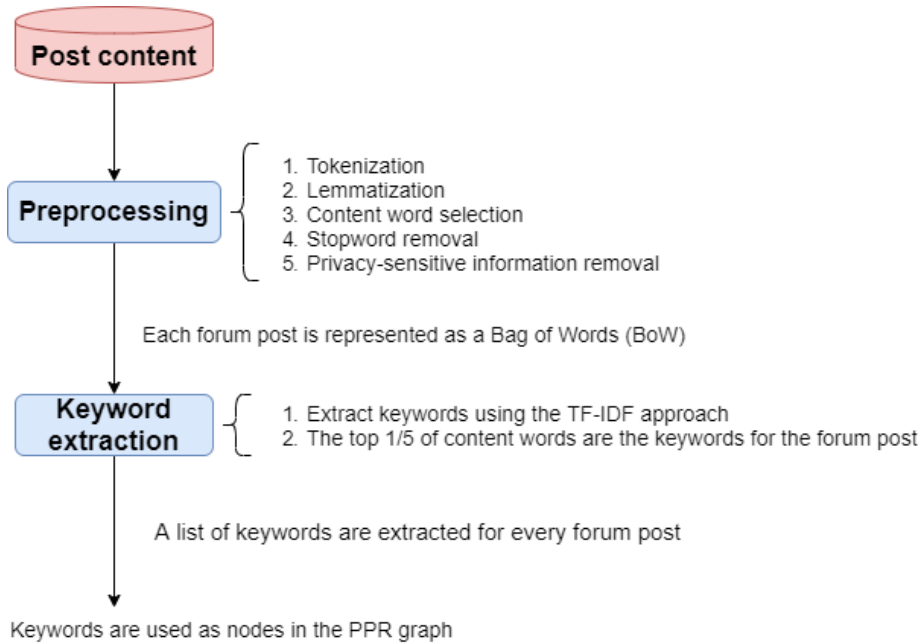 Post content
1. Tokenization
2. Lemmatization
3. Content word selection
4. Stopword removal
5. Privacy-sensitive information removal
Preprocessing
Each forum post is represented as a Bag of Words (BoW)
Keyword
extraction
1. Extract keywords using the TF-IDF approach
2. The top 1/5 of content words are the keywords for the forum post
A list of keywords are extracted for every forum post
Keywords are used as nodes in the PPR graph